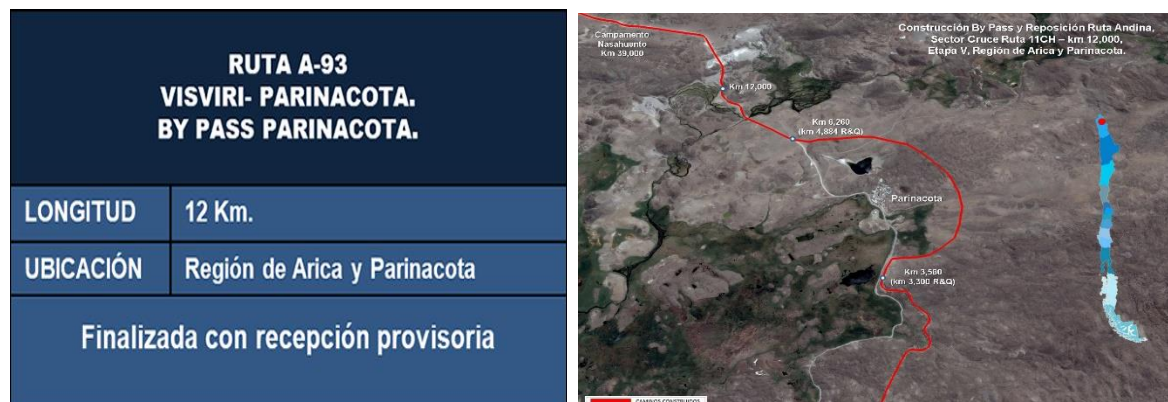 RUTA A-93
VISVIRI- PARINACOTA.
BY PASS PARINACOTA.
LONGITUD 12 Km.
UBICACIÓN Región de Arica y Parinacota
Finalizada con recepción provisoria
Construcción By Pass y Reposición Ruta Andina,
Sector Cruce Ruta 11CH – km 12,000,
Etapa V, Región de Arica y Parinacota.
Campamento
Nasahuento
Km 39,000
Km 12,000
Km 6,260
(km 4,884 R&Q)
Parinacota
Km 3,560
(km 3,300 R&Q)